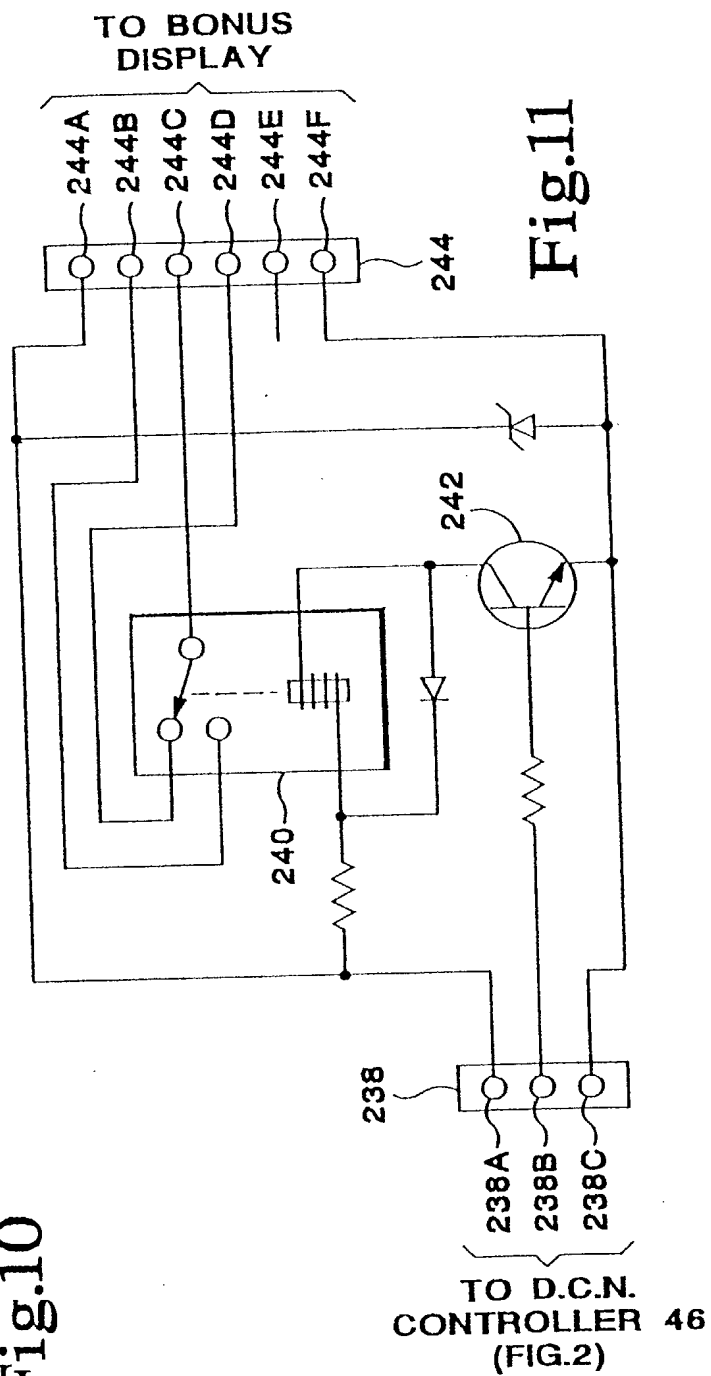 TO BONUS
DISPLAY
244A
244B
244C
244D
244E
244F
244
Fig.11
242
240
238
238A
238B
238C
TO D.C.N.
CONTROLLER 46
(FIG.2)
Fig.10